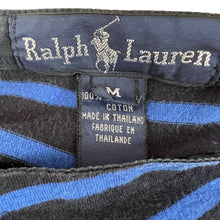 Ralph Lauren
M
100%
COTTON
MADE IN THAILAND
FABRIQUE EN
THAILANDE